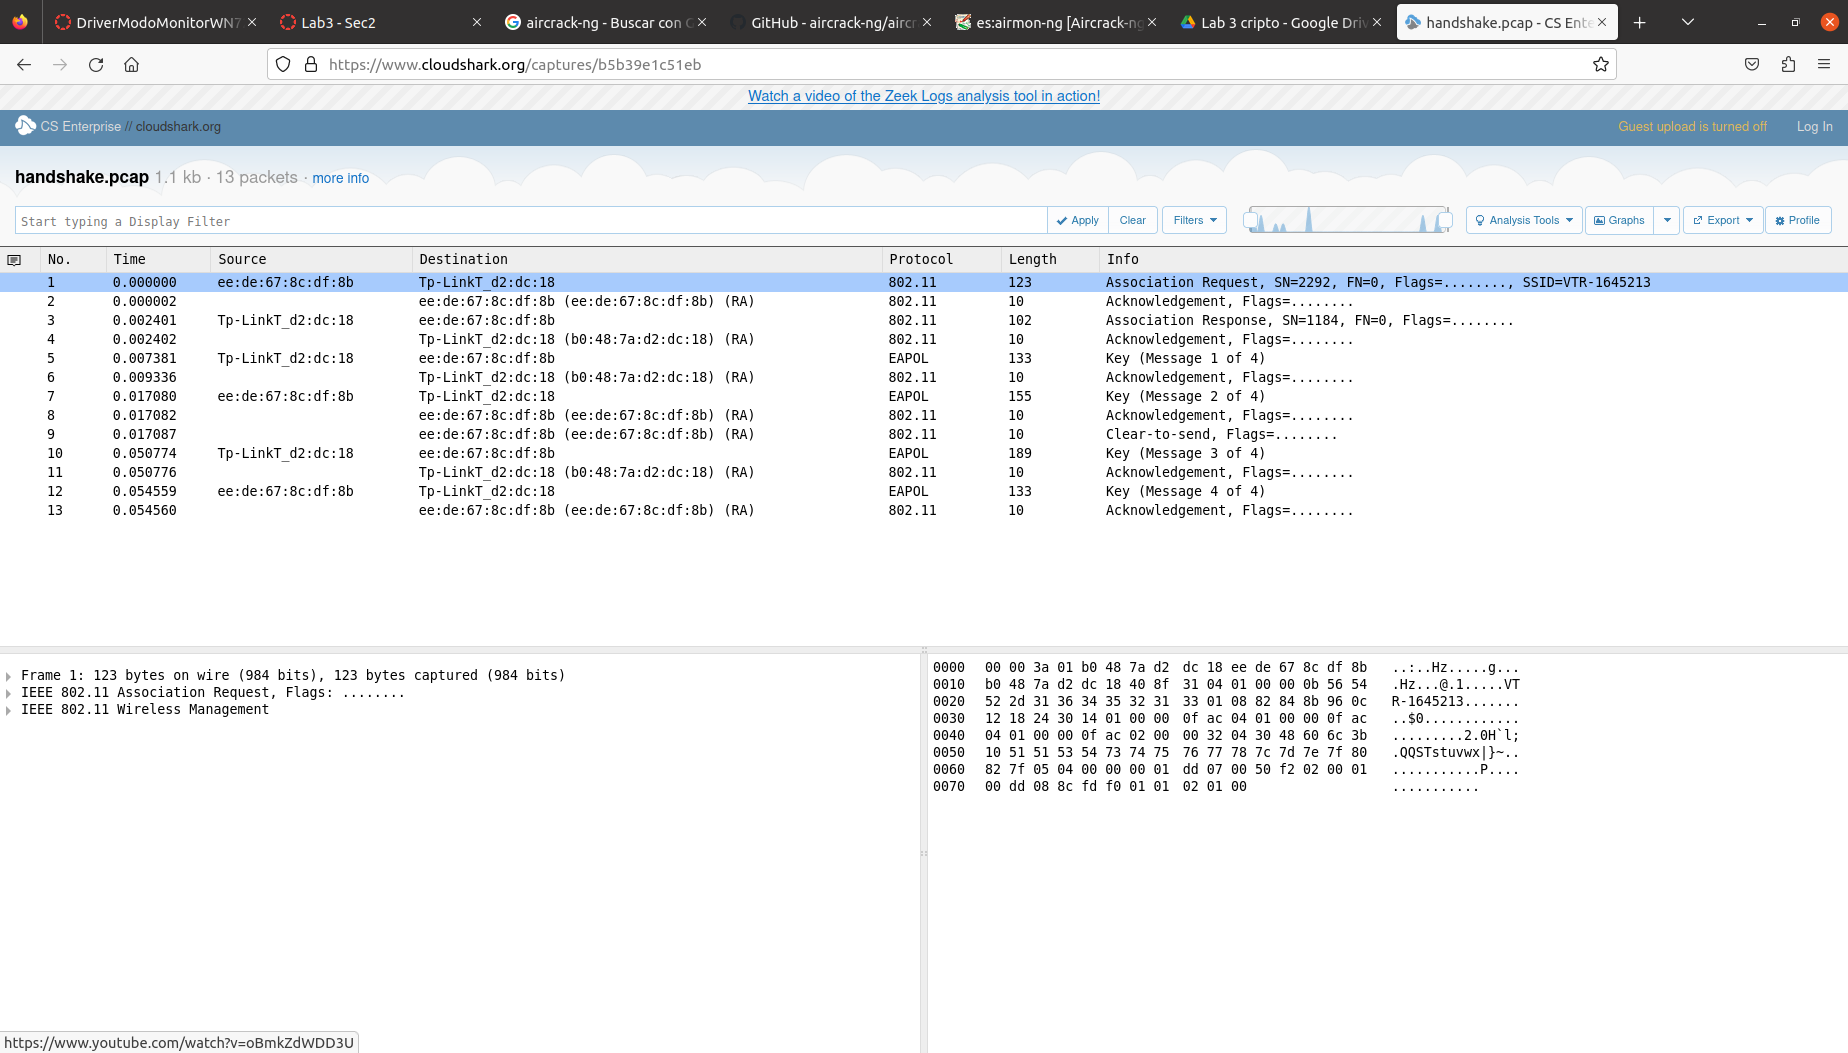 DriverModoMonitorWN7
Lab3 - Sec2
aircrack-ng - Buscar con G
GitHub - aircrack-ng/aircr
es:airmon-ng [Aircrack-ng
Lab 3 cripto - Google Driv
handshake.pcap - CS Ente
https://www.cloudshark.org/captures/b5b39e1c51eb
Watch a video of the Zeek Logs analysis tool in action!
CS Enterprise // cloudshark.org
Guest upload is turned off Log In
handshake.pcap 1.1 kb · 13 packets · more info
Start typing a Display Filter Apply Clear Filters Analysis Tools Graphs Export Profile
No. Time Source Destination Protocol Length Info
1 0.000000 ee:de:67:8c:df:8b Tp-LinkT_d2:dc:18 802.11 123 Association Request, SN=2292, FN=0, Flags=........, SSID=VTR-1645213
2 0.000002 ee:de:67:8c:df:8b (ee:de:67:8c:df:8b) (RA) 802.11 10 Acknowledgement, Flags=........
3 0.002401 Tp-LinkT_d2:dc:18 ee:de:67:8c:df:8b 802.11 102 Association Response, SN=1184, FN=0, Flags=........
4 0.002402 Tp-LinkT_d2:dc:18 (b0:48:7a:d2:dc:18) (RA) 802.11 10 Acknowledgement, Flags=........
5 0.007381 Tp-LinkT_d2:dc:18 ee:de:67:8c:df:8b EAPOL 133 Key (Message 1 of 4)
6 0.009336 Tp-LinkT_d2:dc:18 (b0:48:7a:d2:dc:18) (RA) 802.11 10 Acknowledgement, Flags=........
7 0.017080 ee:de:67:8c:df:8b Tp-LinkT_d2:dc:18 EAPOL 155 Key (Message 2 of 4)
8 0.017082 ee:de:67:8c:df:8b (ee:de:67:8c:df:8b) (RA) 802.11 10 Acknowledgement, Flags=........
9 0.017087 ee:de:67:8c:df:8b (ee:de:67:8c:df:8b) (RA) 802.11 10 Clear-to-send, Flags=........
10 0.050774 Tp-LinkT_d2:dc:18 ee:de:67:8c:df:8b EAPOL 189 Key (Message 3 of 4)
11 0.050776 Tp-LinkT_d2:dc:18 (b0:48:7a:d2:dc:18) (RA) 802.11 10 Acknowledgement, Flags=........
12 0.054559 ee:de:67:8c:df:8b Tp-LinkT_d2:dc:18 EAPOL 133 Key (Message 4 of 4)
13 0.054560 ee:de:67:8c:df:8b (ee:de:67:8c:df:8b) (RA) 802.11 10 Acknowledgement, Flags=........
Frame 1: 123 bytes on wire (984 bits), 123 bytes captured (984 bits)
IEEE 802.11 Association Request, Flags: ........
IEEE 802.11 Wireless Management
0000 00 00 3a 01 b0 48 7a d2 dc 18 ee de 67 8c df 8b ..:..Hz.....g...
0010 b0 48 7a d2 dc 18 40 8f 31 04 01 00 00 0b 56 54 .Hz...@.1.....VT
0020 52 2d 31 36 34 35 32 31 33 01 08 82 84 8b 96 0c R-1645213.......
0030 12 18 24 30 14 01 00 00 0f ac 04 01 00 00 0f ac ..$0............
0040 04 01 00 00 0f ac 02 00 00 32 04 30 48 60 6c 3b .........2.0H`l;
0050 10 51 51 53 54 73 74 75 76 77 78 7c 7d 7e 7f 80 .QQSTstuvwx|}~..
0060 82 7f 05 04 00 00 00 01 dd 07 00 50 f2 02 00 01 ...........P....
0070 00 dd 08 8c fd f0 01 01 02 01 00 ...........
https://www.youtube.com/watch?v=oBmkZdWDD3U